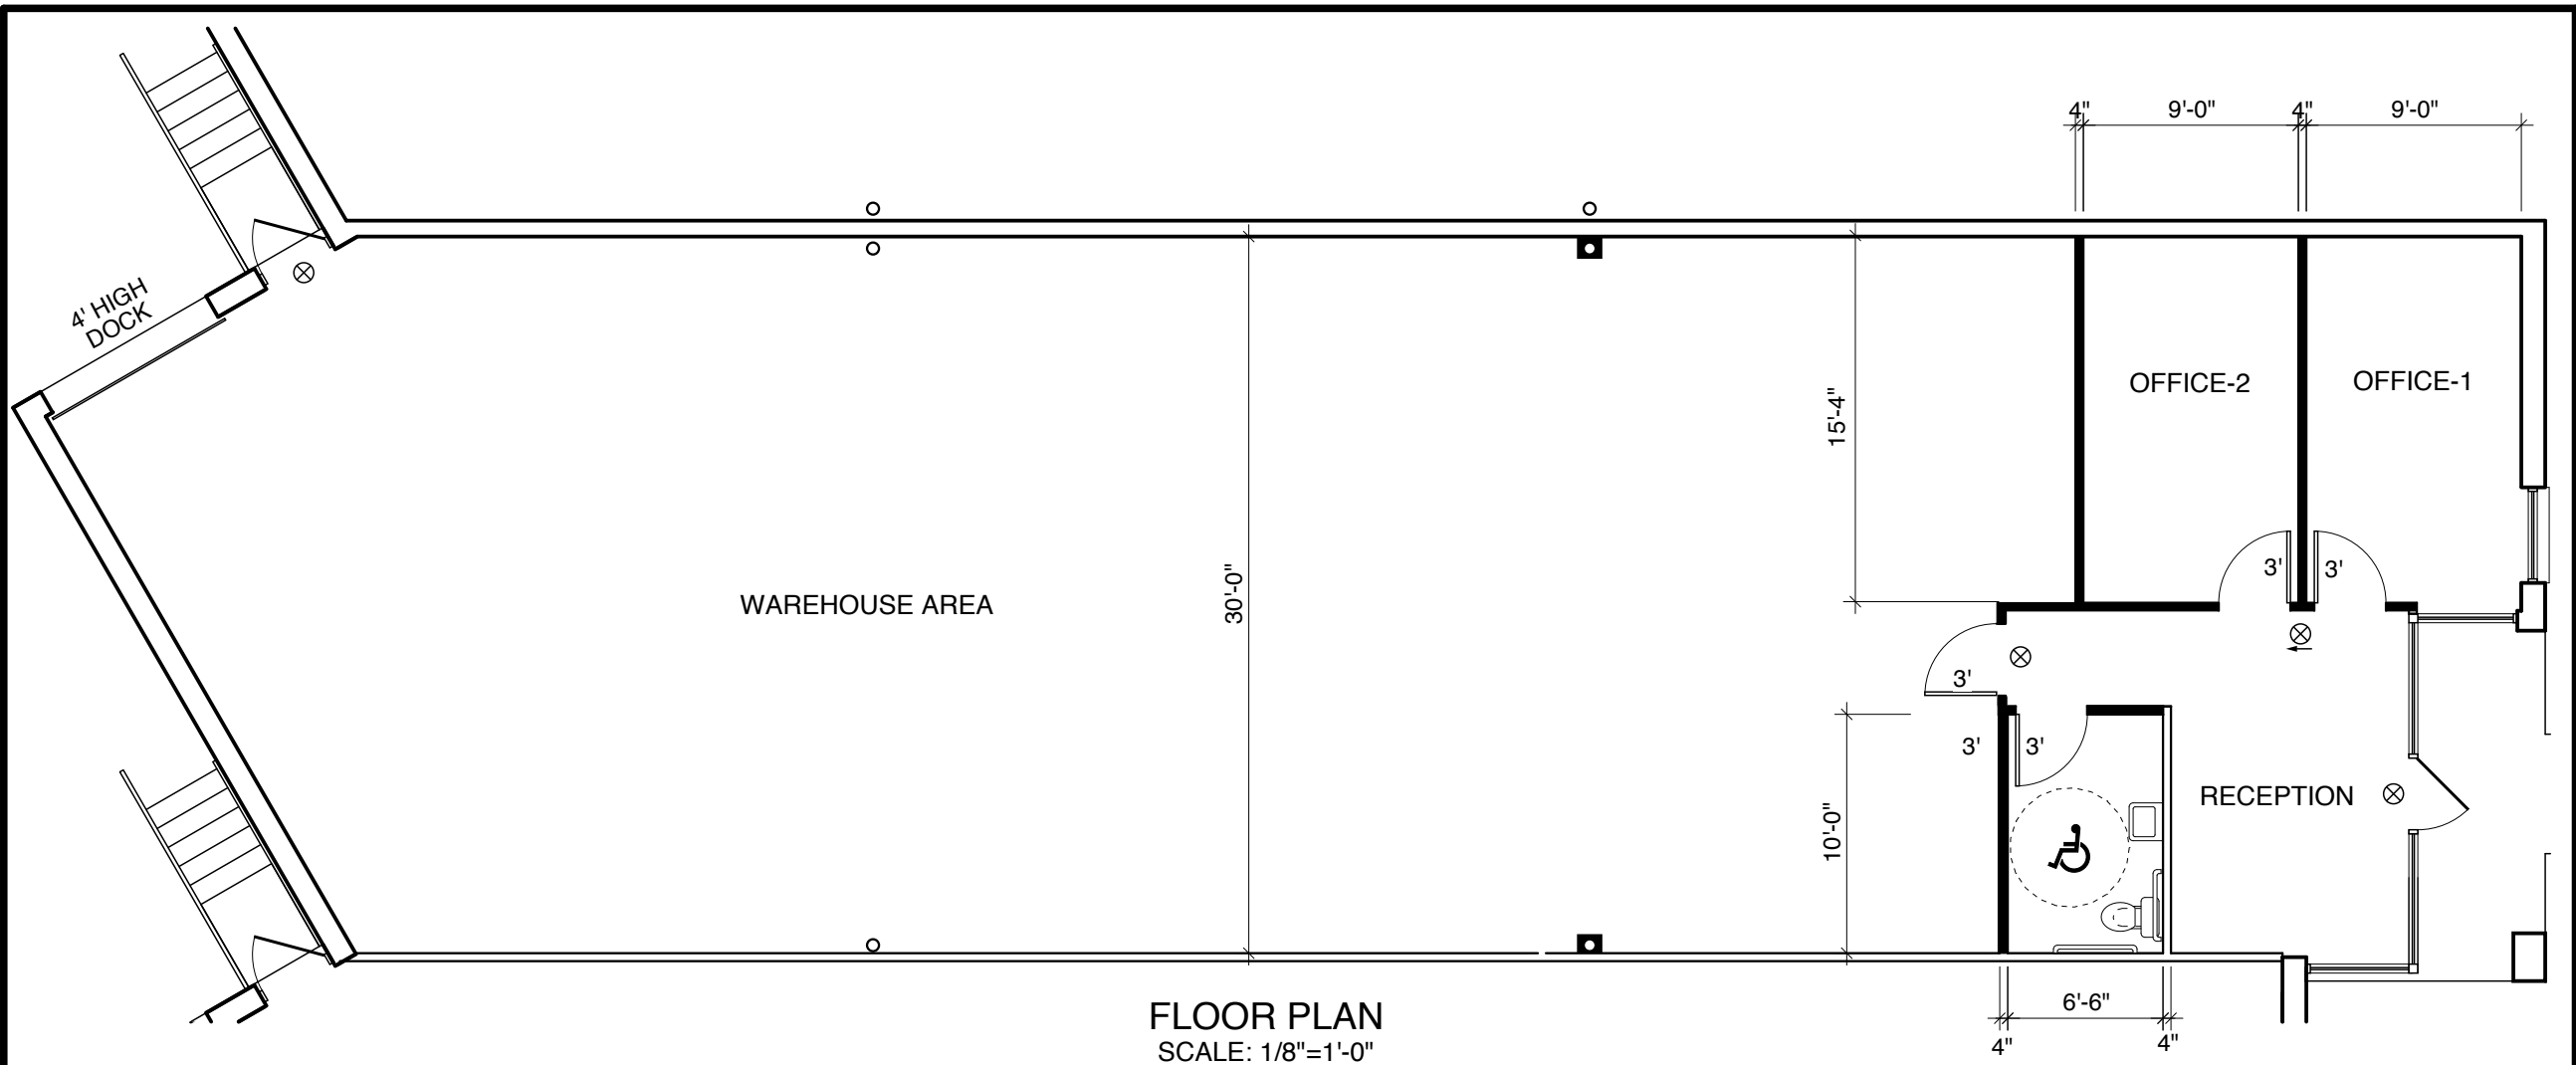 4"
9'-0"
4"
9'-0"
4' HIGH
DOCK
OFFICE-2
OFFICE-1
15'-4"
WAREHOUSE AREA
30'-0"
3'
3'
3'
3'
3'
10'-0"
RECEPTION
6'-6"
4"
4"
FLOOR PLAN
SCALE: 1/8"=1'-0"